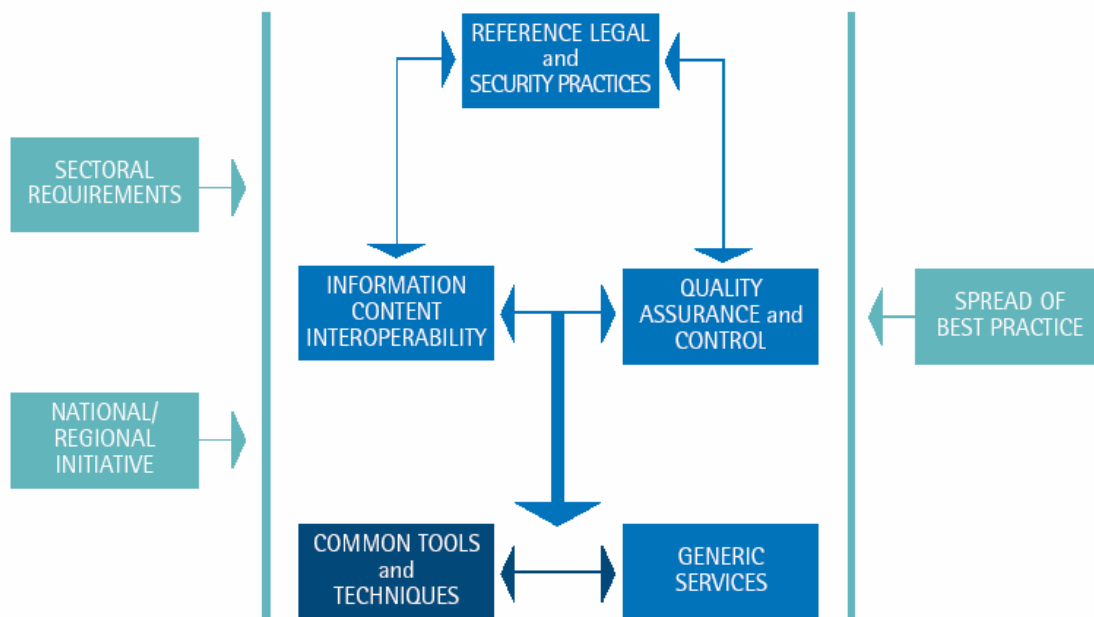 REFERENCE LEGAL
and
SECURITY PRACTICES
SECTORAL
REQUIREMENTS
INFORMATION
CONTENT
INTEROPERABILITY
QUALITY
ASSURANCE and
CONTROL
SPREAD OF
BEST PRACTICE
NATIONAL/
REGIONAL
INITIATIVE
COMMON TOOLS
and
TECHNIQUES
GENERIC
SERVICES